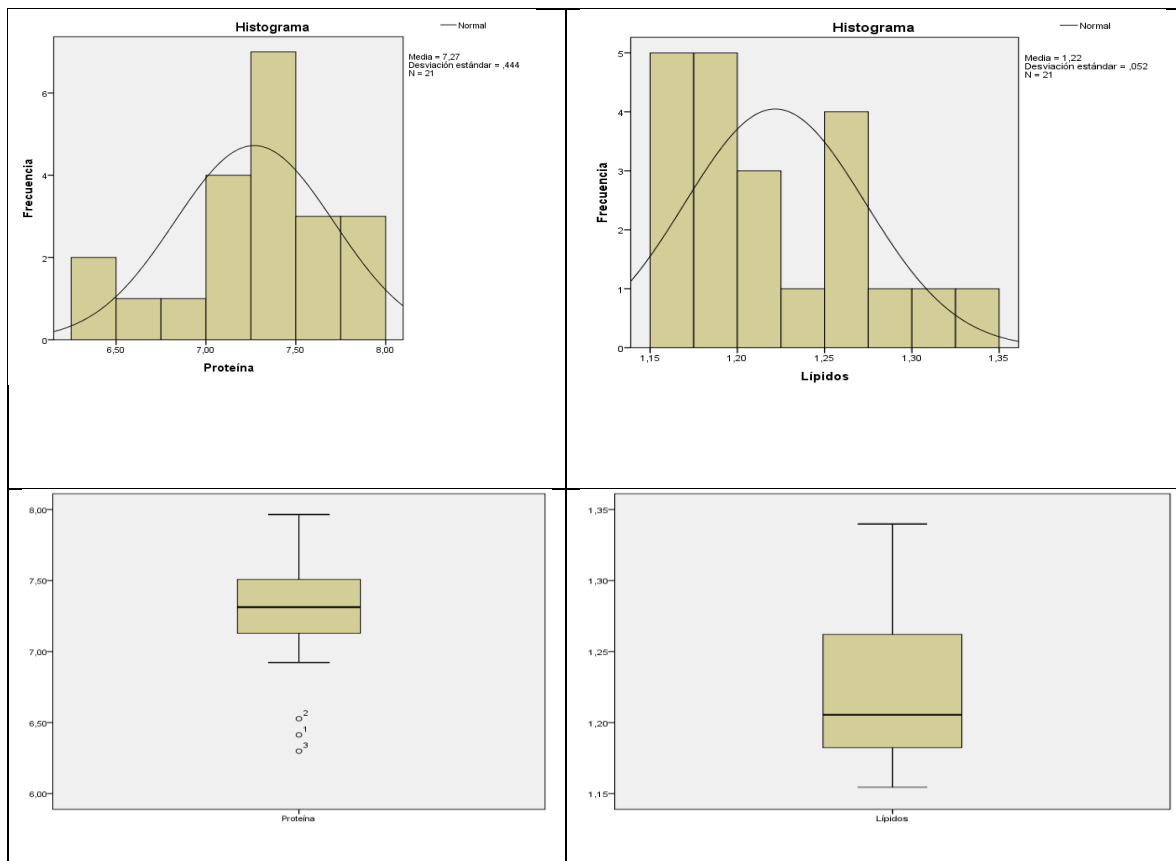 Histograma
Normal
Media = 7,27
Desviación estándar = ,444
N = 21
Frecuencia
6
4
2
0
6,50 7,00 7,50 8,00
Proteína
Histograma
Normal
Media = 1,22
Desviación estándar = ,052
N = 21
Frecuencia
5
4
3
2
1
0
1,15 1,20 1,25 1,30 1,35
Lípidos
8,00
7,50
7,00
6,50
6,00
2
1
3
Proteína
1,35
1,30
1,25
1,20
1,15
Lípidos